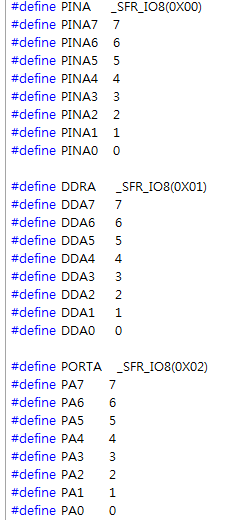 #define PINA _SFR_IO8(0X00)
#define PINA7 7
#define PINA6 6
#define PINA5 5
#define PINA4 4
#define PINA3 3
#define PINA2 2
#define PINA1 1
#define PINA0 0
#define DDRA _SFR_IO8(0X01)
#define DDA7 7
#define DDA6 6
#define DDA5 5
#define DDA4 4
#define DDA3 3
#define DDA2 2
#define DDA1 1
#define DDA0 0
#define PORTA _SFR_IO8(0X02)
#define PA7 7
#define PA6 6
#define PA5 5
#define PA4 4
#define PA3 3
#define PA2 2
#define PA1 1
#define PA0 0